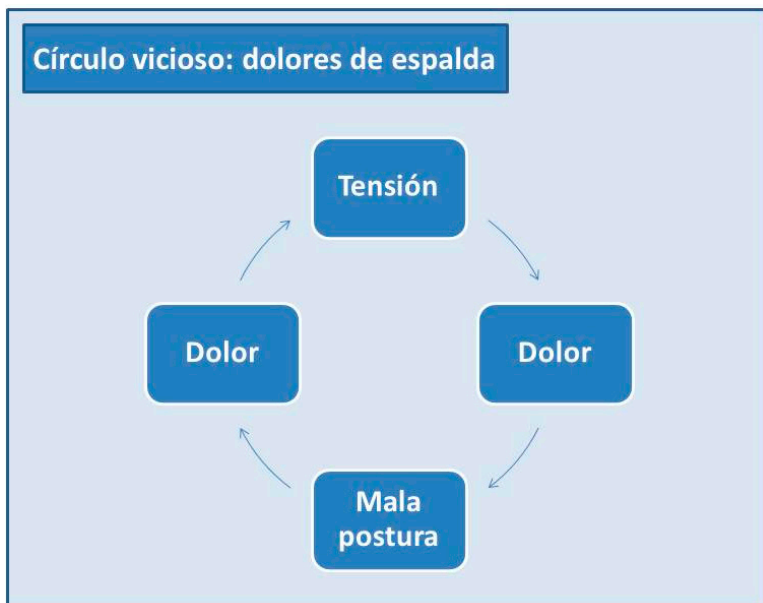 Círculo vicioso: dolores de espalda
Tensión
Dolor
Dolor
Mala
postura